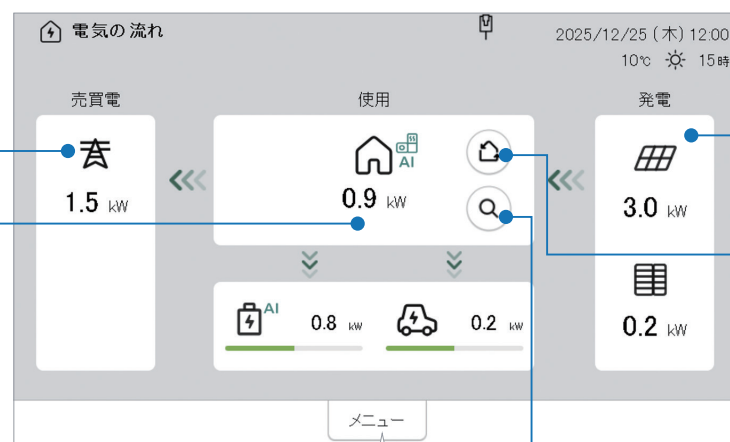 電気の流れ
2025/12/25 (木) 12:00
10℃ 15時
売買電
使用
発電
AI
1.5 kW
0.9 kW
3.0 kW
AI
0.8 kW
0.2 kW
0.2 kW
メニュー